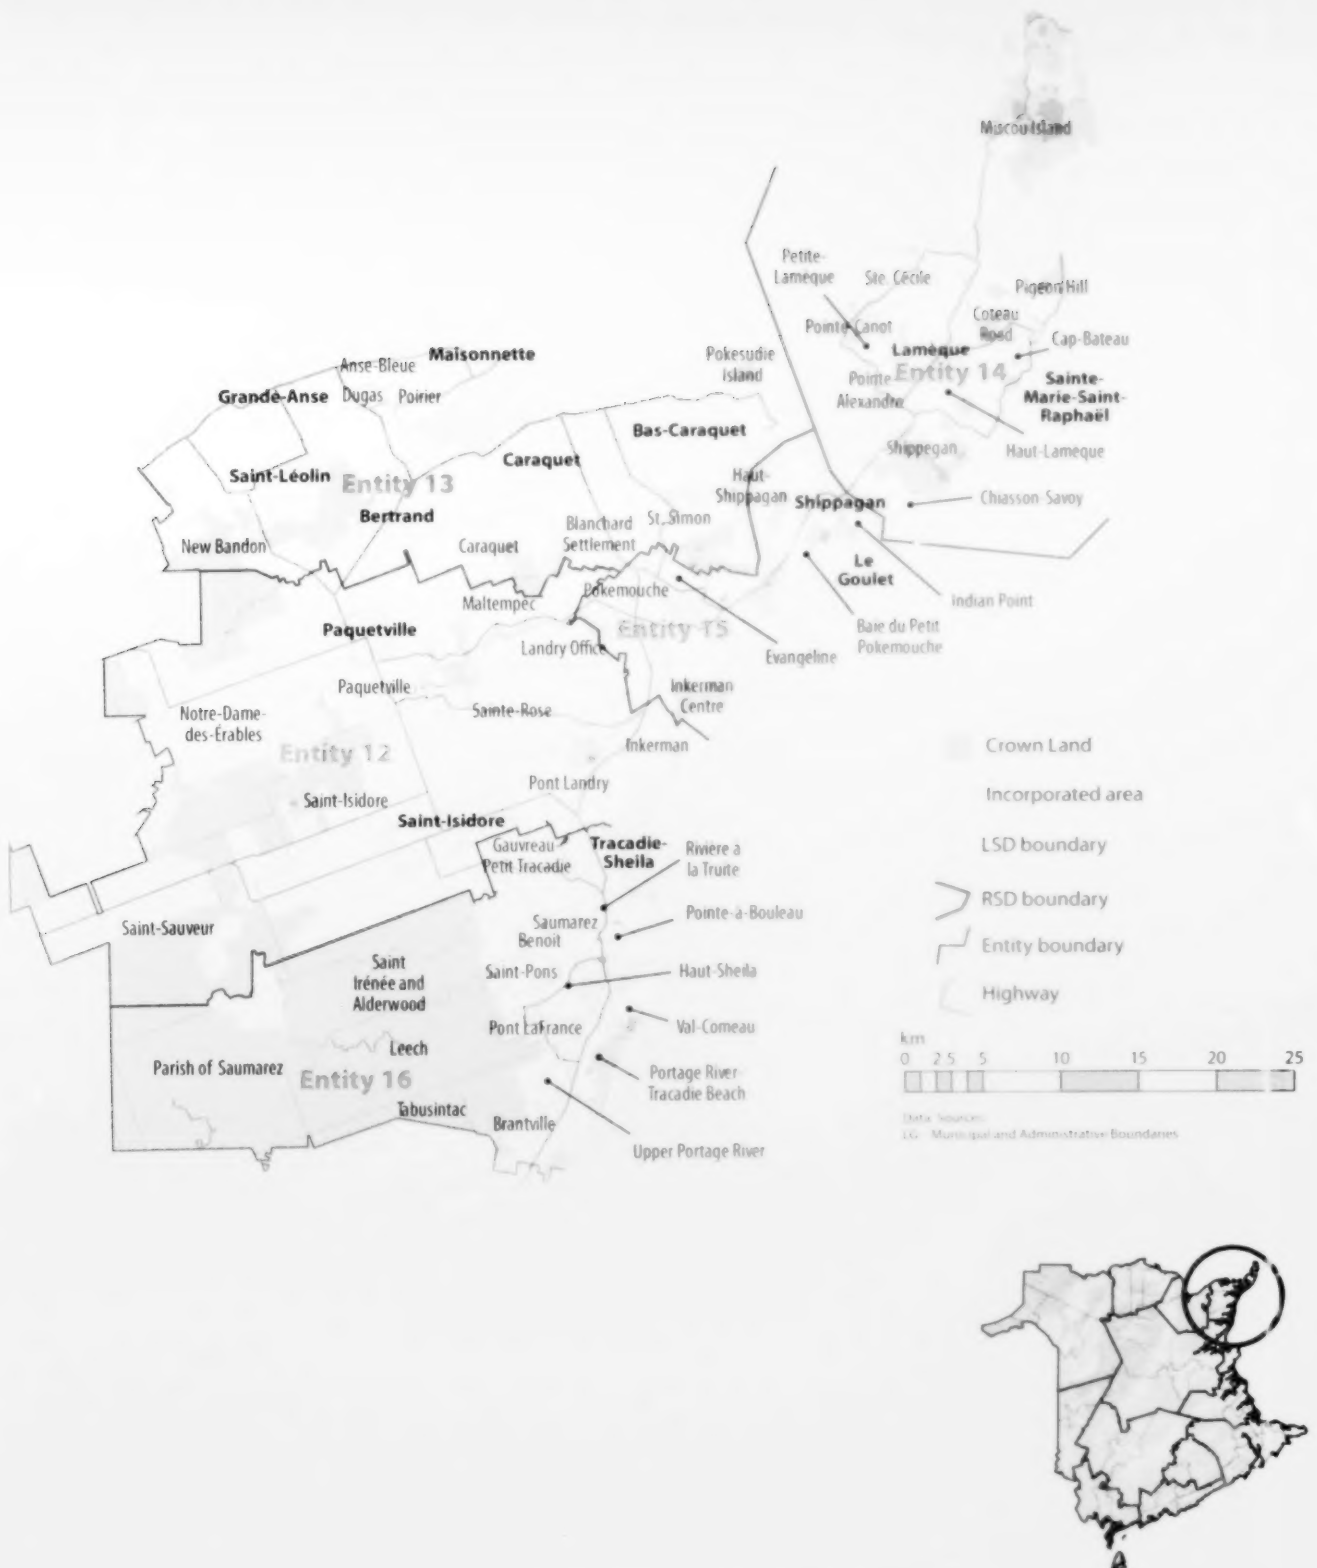 Miscou Island
Petite-
Lamèque
Ste. Cécile
Pigeon Hill
Pointe Canot
Coteau
Road
Cap-Bateau
Lamèque
Entity 14
Pointe
Alexandre
Sainte-
Marie-Saint-
Raphaël
Haut-Lameque
Shippegan
Chiasson-Savoy
Pokesudie
Island
Maisonnette
Anse-Bleue
Grande-Anse
Dugas
Poirier
Bas-Caraquet
Caraquet
Saint-Léolin
Entity 13
Bertrand
Haut-
Shippagan
Shippagan
St. Simon
Blanchard
Settlement
Caraquet
New Bandon
Le
Goulet
Indian Point
Pokemouche
Maltempec
Baie du Petit
Pokemouche
Evangeline
Entity 15
Paquetville
Landry Office
Paquetville
Inkerman
Centre
Notre-Dame-
des-Érables
Sainte-Rose
Entity 12
Inkerman
Pont Landry
Saint-Isidore
Saint-Isidore
Tracadie-
Sheila
Gauvreau-
Petit Tracadie
Rivière a
la Truite
Saint-Sauveur
Saumarez
Benoit
Pointe-à-Bouleau
Saint
Irénée and
Alderwood
Saint-Pons
Haut-Sheila
Pont LaFrance
Val-Comeau
Leech
Parish of Saumarez
Entity 16
Portage River-
Tracadie Beach
Tabusintac
Brantville
Upper Portage River
Crown Land
Incorporated area
LSD boundary
RSD boundary
Entity boundary
Highway
km
0 2.5 5 10 15 20 25
Data Sources:
LG - Municipal and Administrative Boundaries